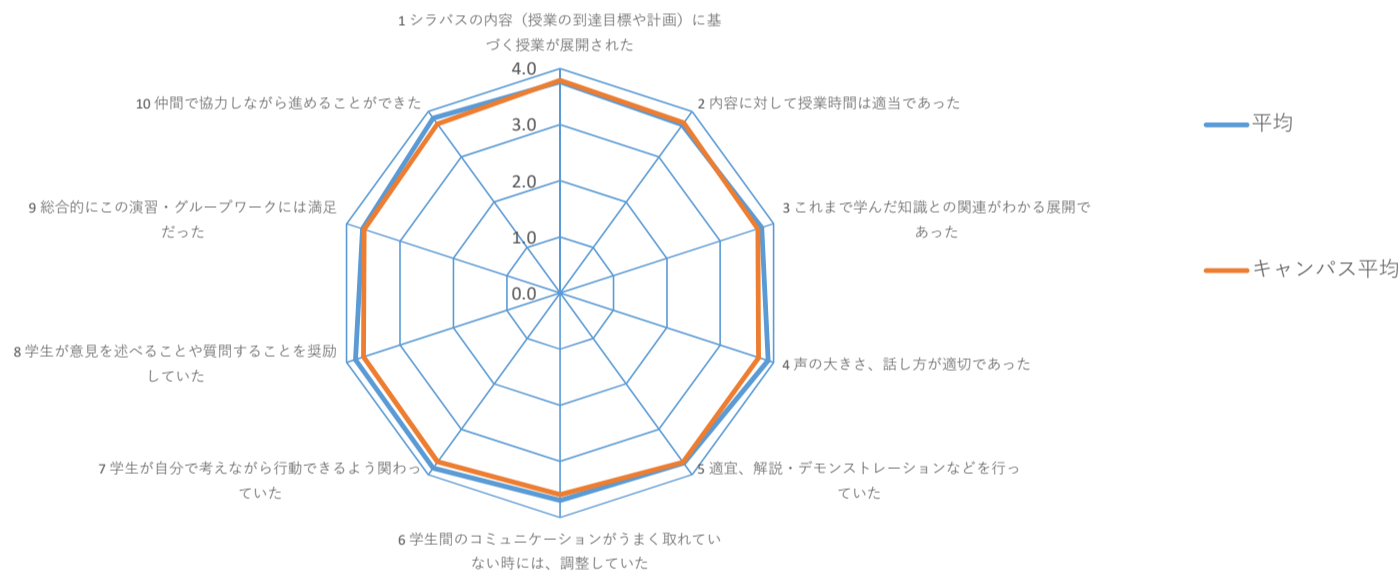 1 シラバスの内容（授業の到達目標や計画）に基
づく授業が展開された
4.0
10 仲間で協力しながら進めることができた
2 内容に対して授業時間は適当であった
平均
3.0
2.0
9 総合的にこの演習・グループワークには満足
だった
3 これまで学んだ知識との関連がわかる展開で
あった
1.0
キャンパス平均
0.0
8 学生が意見を述べることや質問することを奨励
していた
4 声の大きさ、話し方が適切であった
7 学生が自分で考えながら行動できるよう関わっ
ていた
5 適宜、解説・デモンストレーションなどを行っ
ていた
6 学生間のコミュニケーションがうまく取れてい
ない時には、調整していた